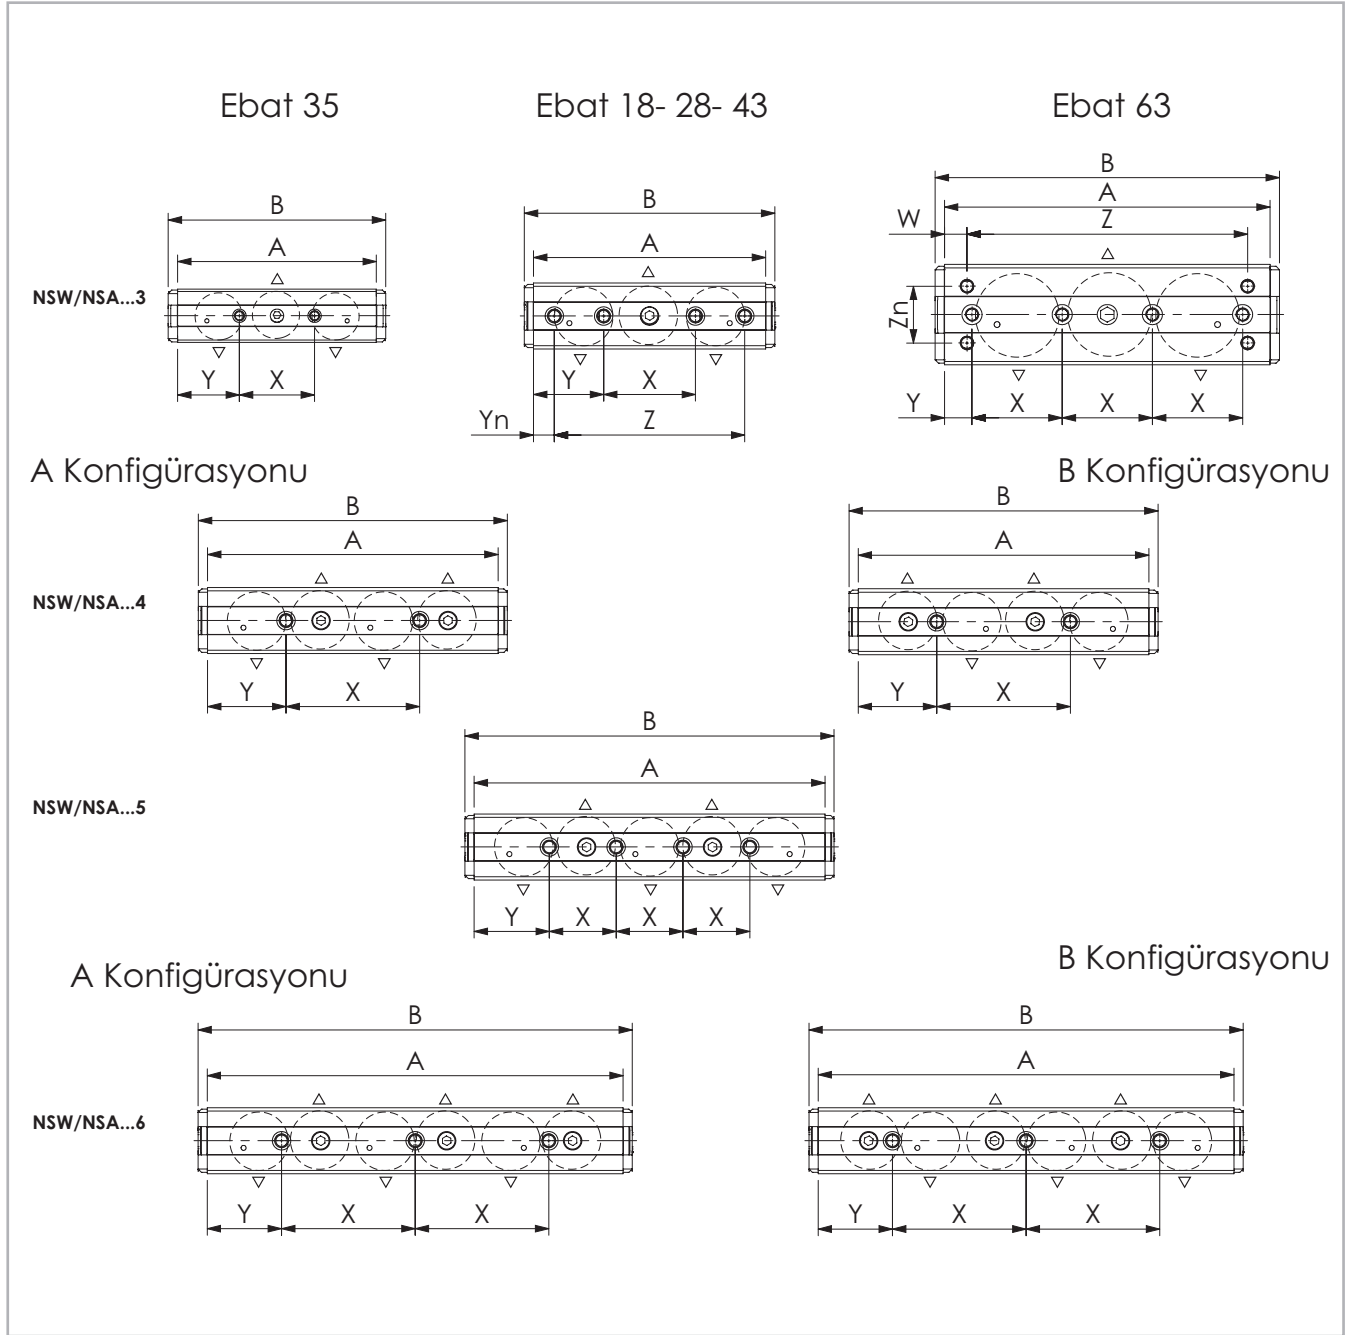 Ebat 35 Ebat 18- 28- 43 Ebat 63
B B B
A A A
W Z
NSW/NSA...3
Zn
Y X Y X Y X X X
Yn Z
A Konfigürasyonu B Konfigürasyonu
B B
A A
NSW/NSA...4
Y X Y X
B
A
NSW/NSA...5
Y X X X
A Konfigürasyonu B Konfigürasyonu
B B
A A
NSW/NSA...6
Y X X Y X X